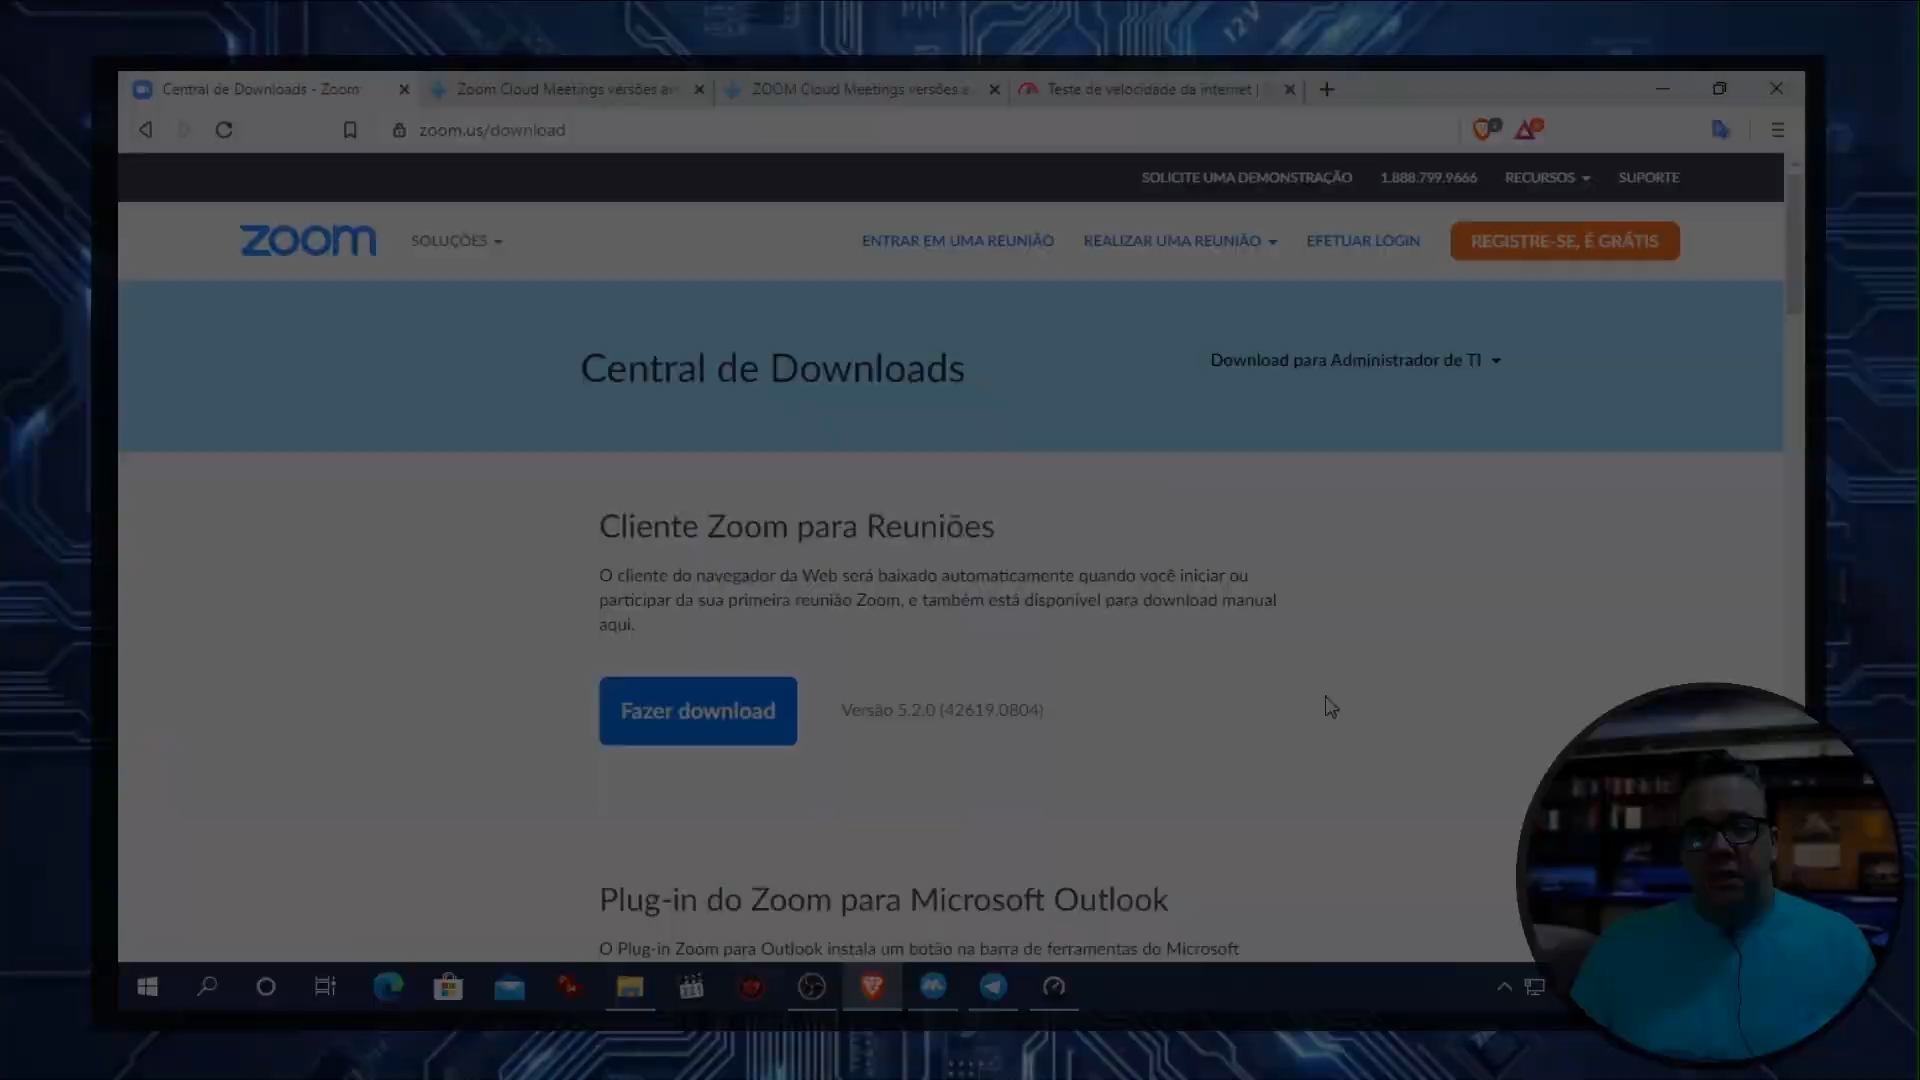 12V
Central de Downloads - Zoom
Zoom Cloud Meetings versões
ZOOM Cloud Meetings versões
Teste de velocidade da internet |
zoom.us/download
SOLICITE UMA DEMONSTRAÇÃO 1.888.799.9666 RECURSOS SUPORTE
zoom SOLUÇÕES ENTRAR EM UMA REUNIÃO REALIZAR UMA REUNIÃO EFETUAR LOGIN REGISTRE-SE, É GRÁTIS
Central de Downloads
Download para Administrador de TI
Cliente Zoom para Reuniões
O cliente do navegador da Web será baixado automaticamente quando você iniciar ou
participar da sua primeira reunião Zoom, e também está disponível para download manual
aqui.
Fazer download Versão 5.2.0 (42619.0804)
Plug-in do Zoom para Microsoft Outlook
O Plug-in Zoom para Outlook instala um botão na barra de ferramentas do Microsoft